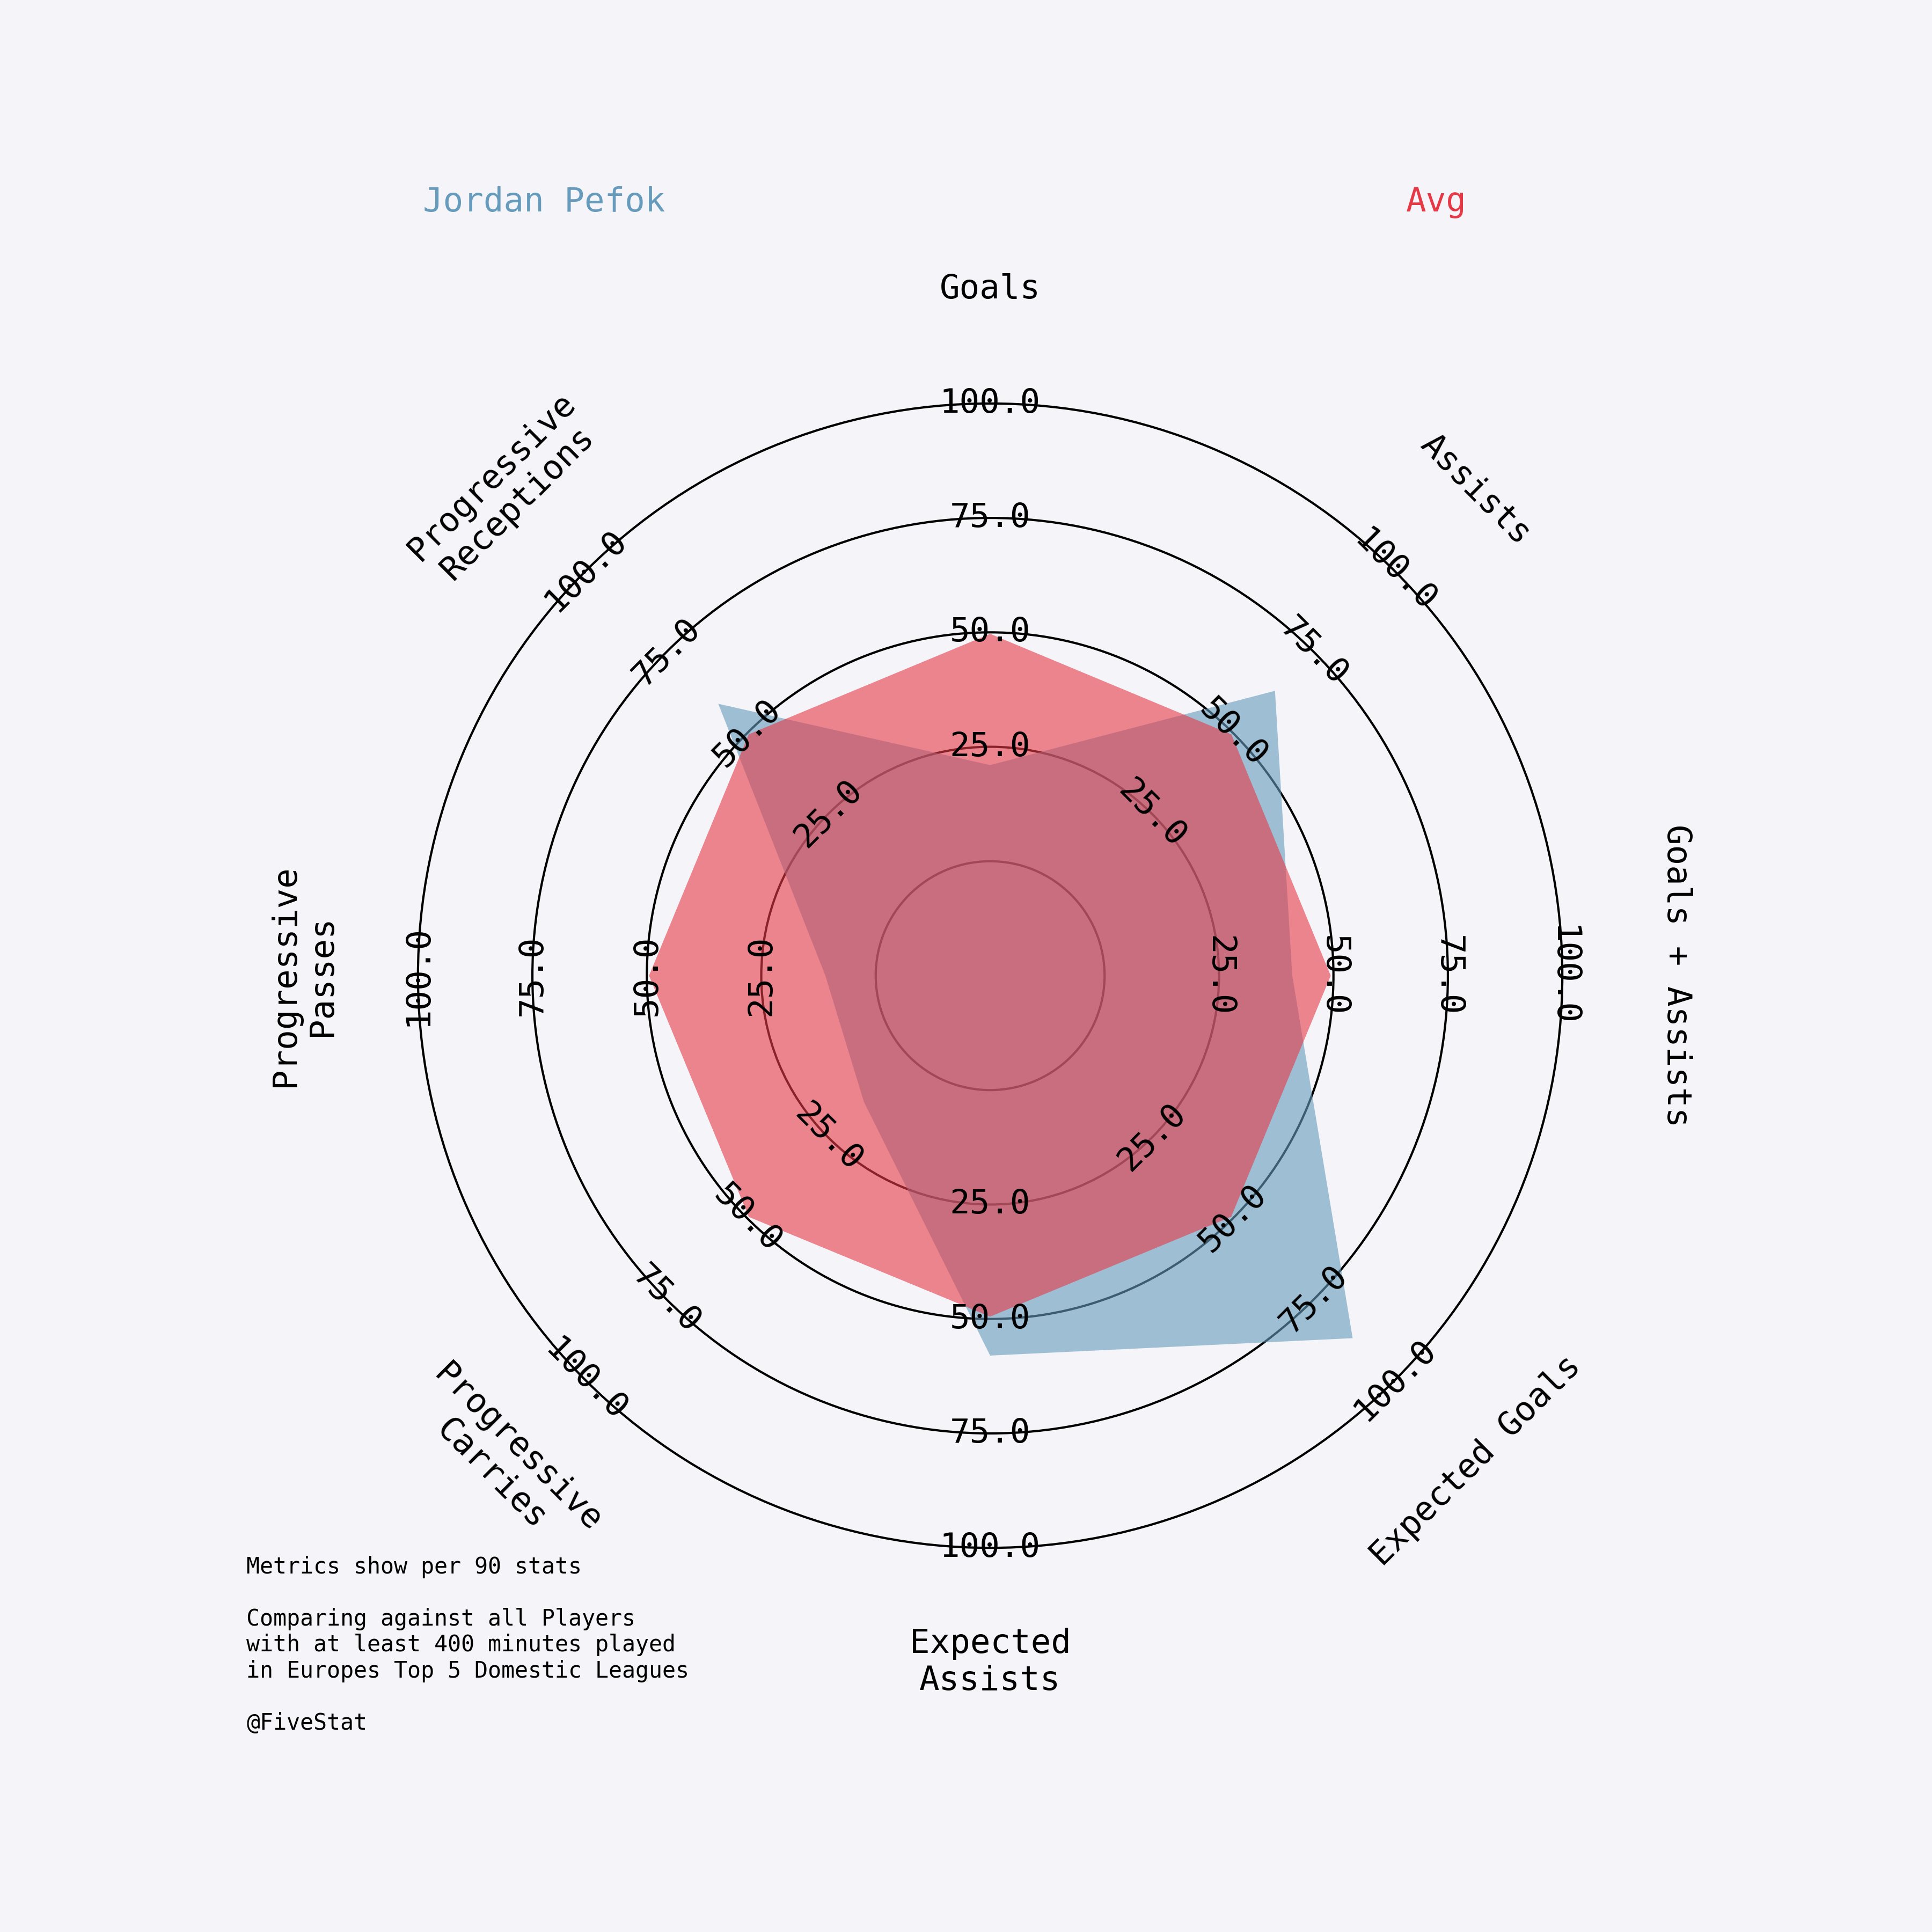 Jordan Pefok
Avg
Goals
Assists
Goals + Assists
Expected Goals
Expected
Assists
Progressive
Carries
Progressive
Passes
Progressive
Receptions
25.0
50.0
75.0
100.0
25.0
50.0
75.0
100.0
25.0
50.0
75.0
100.0
25.0
50.0
75.0
100.0
25.0
50.0
75.0
100.0
25.0
50.0
75.0
100.0
25.0
50.0
75.0
100.0
25.0
50.0
75.0
100.0
Metrics show per 90 stats
Comparing against all Players
with at least 400 minutes played
in Europes Top 5 Domestic Leagues
@FiveStat